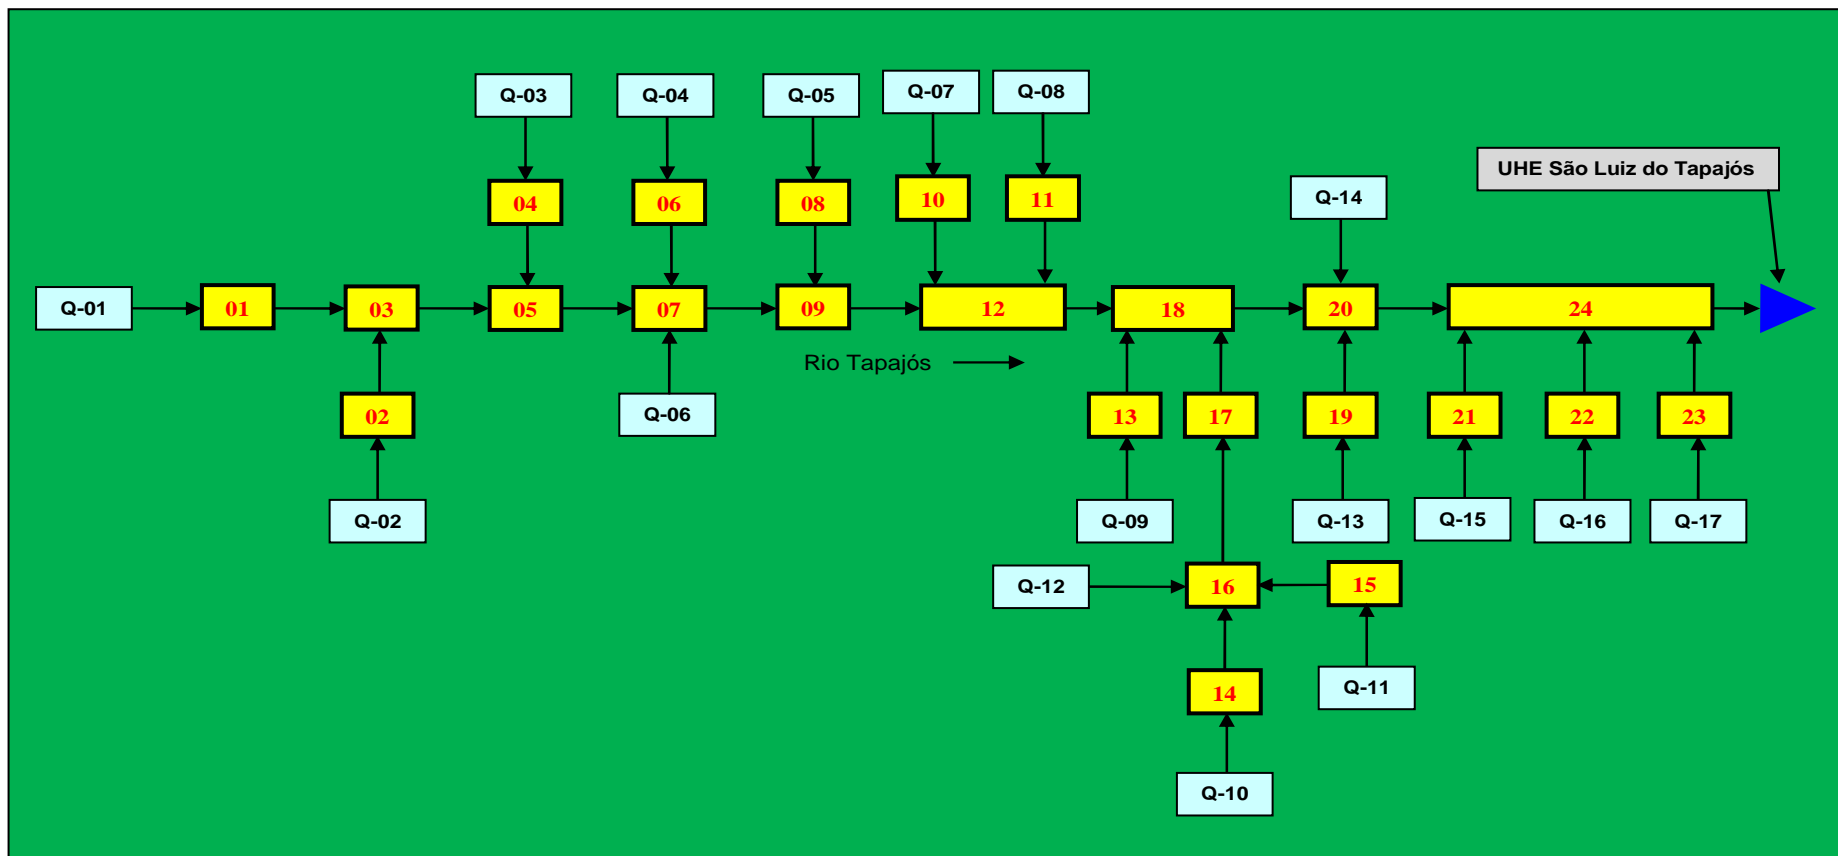 Q-03
Q-04
Q-05
Q-07
Q-08
UHE São Luiz do Tapajós
04
06
08
10
11
Q-14
Q-01
01
03
05
07
09
12
18
20
24
Rio Tapajós
02
Q-06
13
17
19
21
22
23
Q-02
Q-09
Q-13
Q-15
Q-16
Q-17
Q-12
16
15
14
Q-11
Q-10